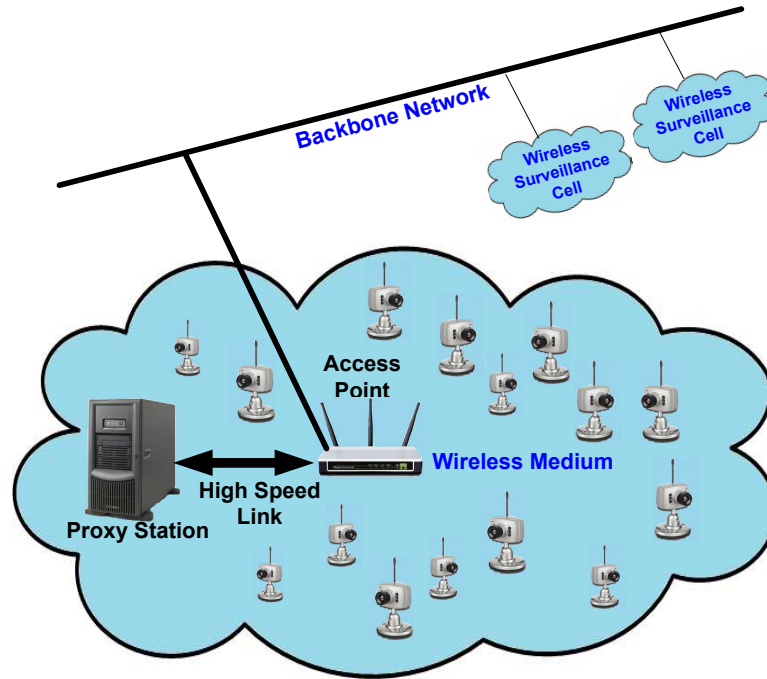 Backbone Network
Wireless
Surveillance
Cell
Wireless
Surveillance
Cell
Access
Point
Wireless Medium
High Speed
Link
Proxy Station